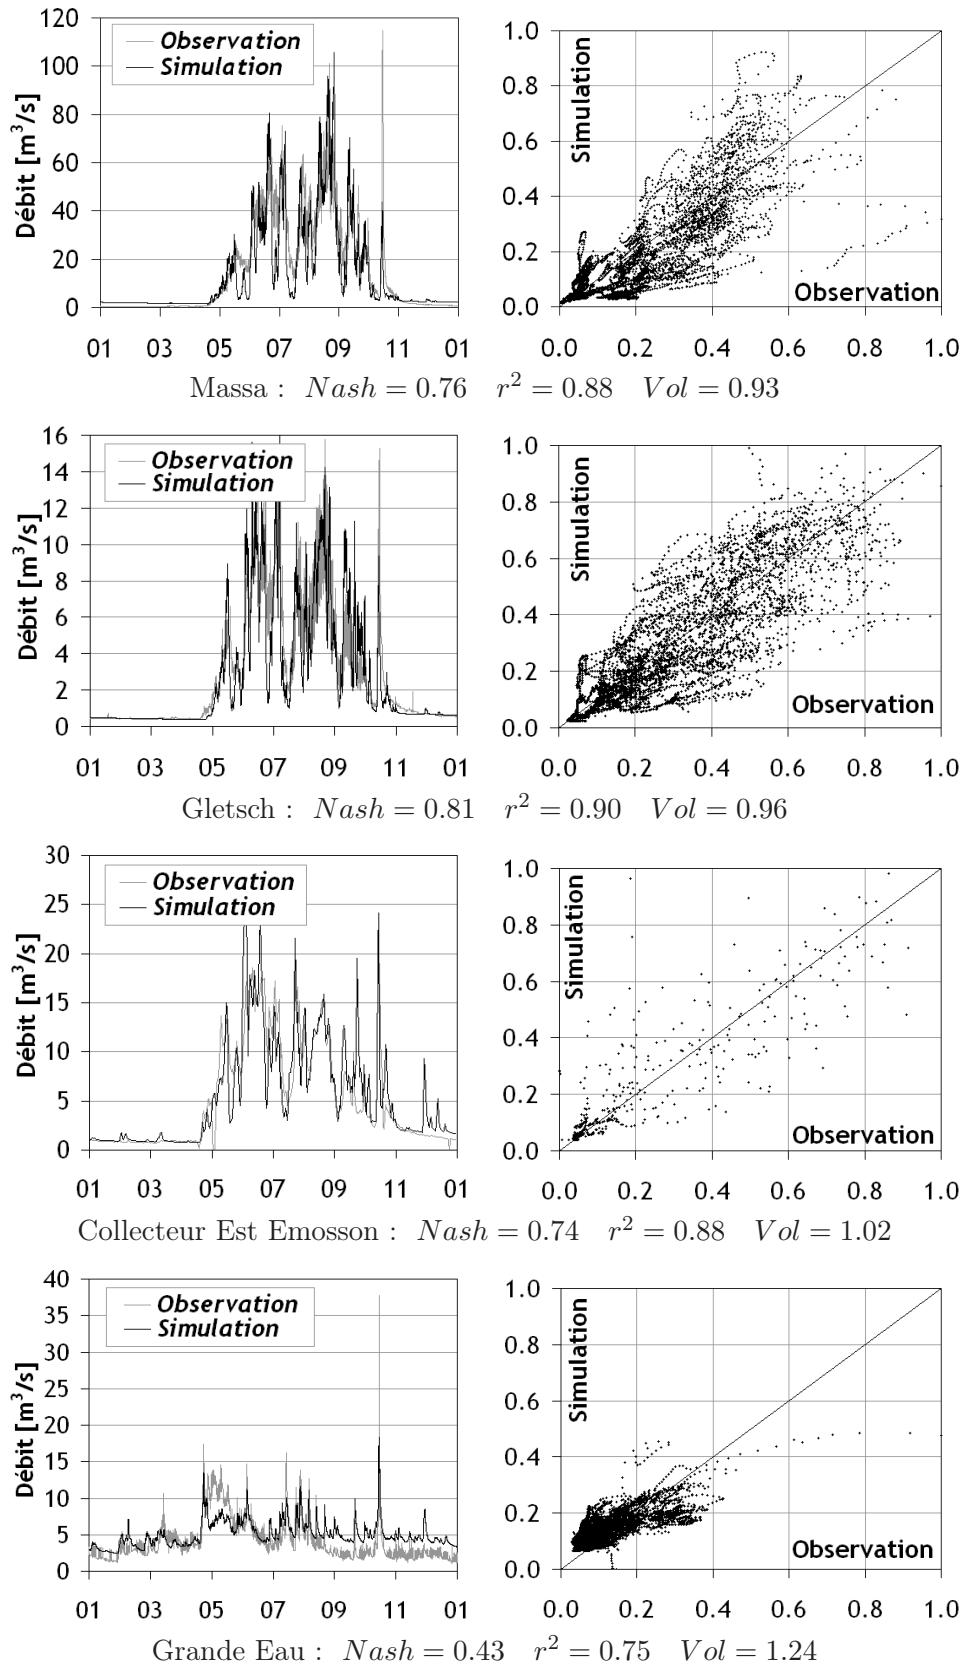 120
100
80
60
40
20
0
Débit [m³/s]
Observation
Simulation
01 03 05 07 09 11 01
1.0
0.8
0.6
0.4
0.2
0.0
Simulation
Observation
0.0 0.2 0.4 0.6 0.8 1.0
Massa : Nash = 0.76 r² = 0.88 Vol = 0.93
16
14
12
10
8
6
4
2
0
Débit [m³/s]
Observation
Simulation
01 03 05 07 09 11 01
1.0
0.8
0.6
0.4
0.2
0.0
Simulation
Observation
0.0 0.2 0.4 0.6 0.8 1.0
Gletsch : Nash = 0.81 r² = 0.90 Vol = 0.96
30
25
20
15
10
5
0
Débit [m³/s]
Observation
Simulation
01 03 05 07 09 11 01
1.0
0.8
0.6
0.4
0.2
0.0
Simulation
Observation
0.0 0.2 0.4 0.6 0.8 1.0
Collecteur Est Emosson : Nash = 0.74 r² = 0.88 Vol = 1.02
40
35
30
25
20
15
10
5
0
Débit [m³/s]
Observation
Simulation
01 03 05 07 09 11 01
1.0
0.8
0.6
0.4
0.2
0.0
Simulation
Observation
0.0 0.2 0.4 0.6 0.8 1.0
Grande Eau : Nash = 0.43 r² = 0.75 Vol = 1.24